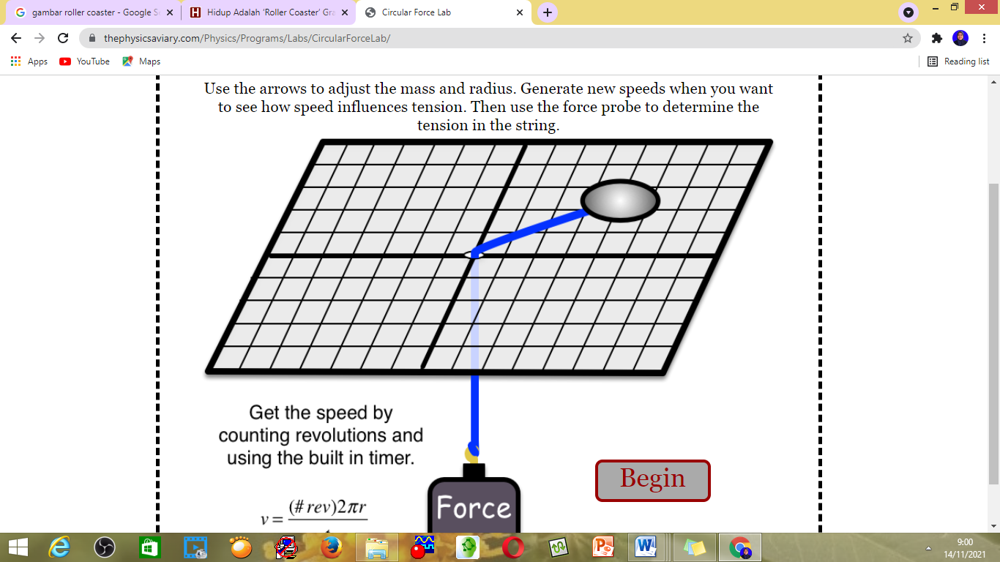 gambar roller coaster - Google S
Hidup Adalah 'Roller Coaster' Gra
Circular Force Lab
thephysicsaviary.com/Physics/Programs/Labs/CircularForceLab/
Apps
YouTube
Maps
Reading list
Use the arrows to adjust the mass and radius. Generate new speeds when you want
to see how speed influences tension. Then use the force probe to determine the
tension in the string.
Get the speed by
counting revolutions and
using the built in timer.
Begin
Force
v = (# rev)2πr
9:00
14/11/2021